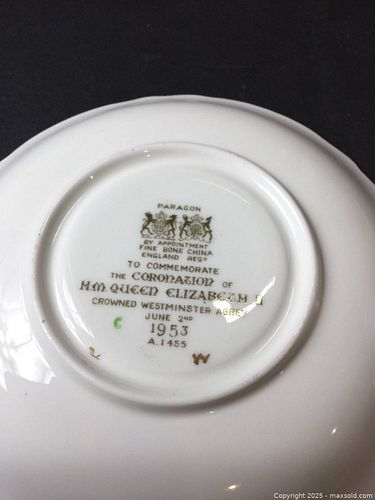 PARAGON
BY APPOINTMENT
FINE BONE CHINA
ENGLAND REGD
TO COMMEMORATE
THE CORONATION OF
H.M. QUEEN ELIZABETH II
CROWNED WESTMINSTER ABBEY
JUNE 2ND
1953
A.1455
C
W
Copyright 2025 - maxsold.com